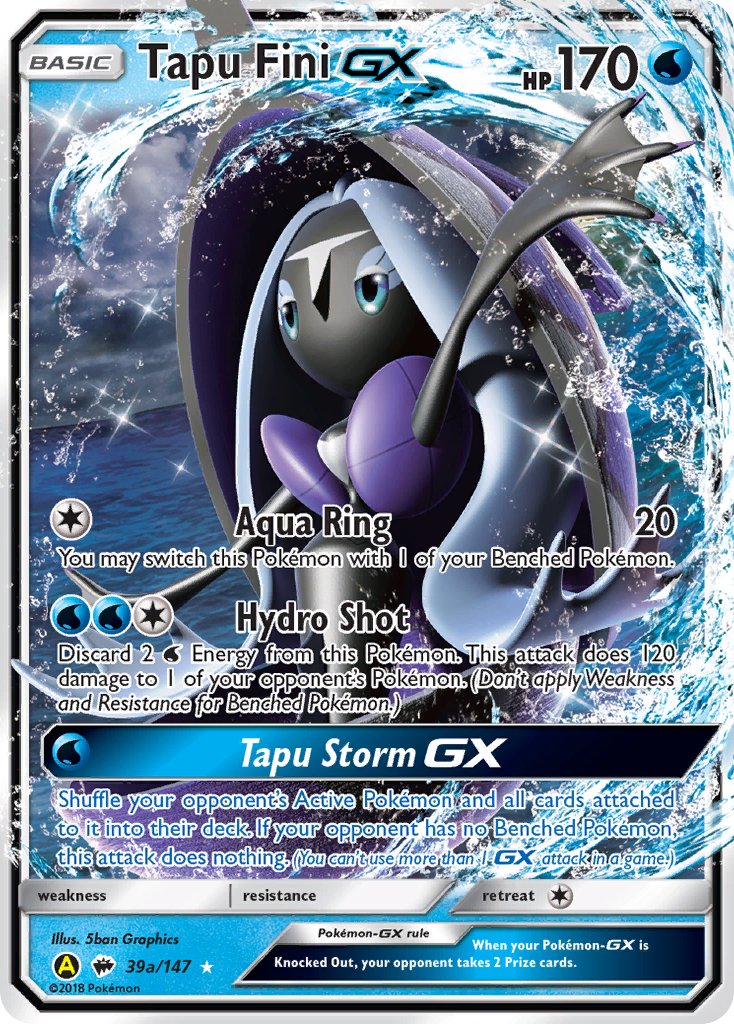 BASIC Tapu Fini GX HP 170
Aqua Ring 20
You may switch this Pokémon with 1 of your Benched Pokémon.
Hydro Shot
Discard 2 Energy from this Pokémon. This attack does 120
damage to 1 of your opponent's Pokémon. (Don't apply Weakness
and Resistance for Benched Pokémon.)
Tapu Storm GX
Shuffle your opponent's Active Pokémon and all cards attached
to it into their deck. If your opponent has no Benched Pokémon,
this attack does nothing. (You can't use more than 1 GX attack in a game.)
weakness resistance retreat
Illus. 5ban Graphics
Pokémon-GX rule
When your Pokémon-GX is
Knocked Out, your opponent takes 2 Prize cards.
A 39a/147
©2018 Pokémon